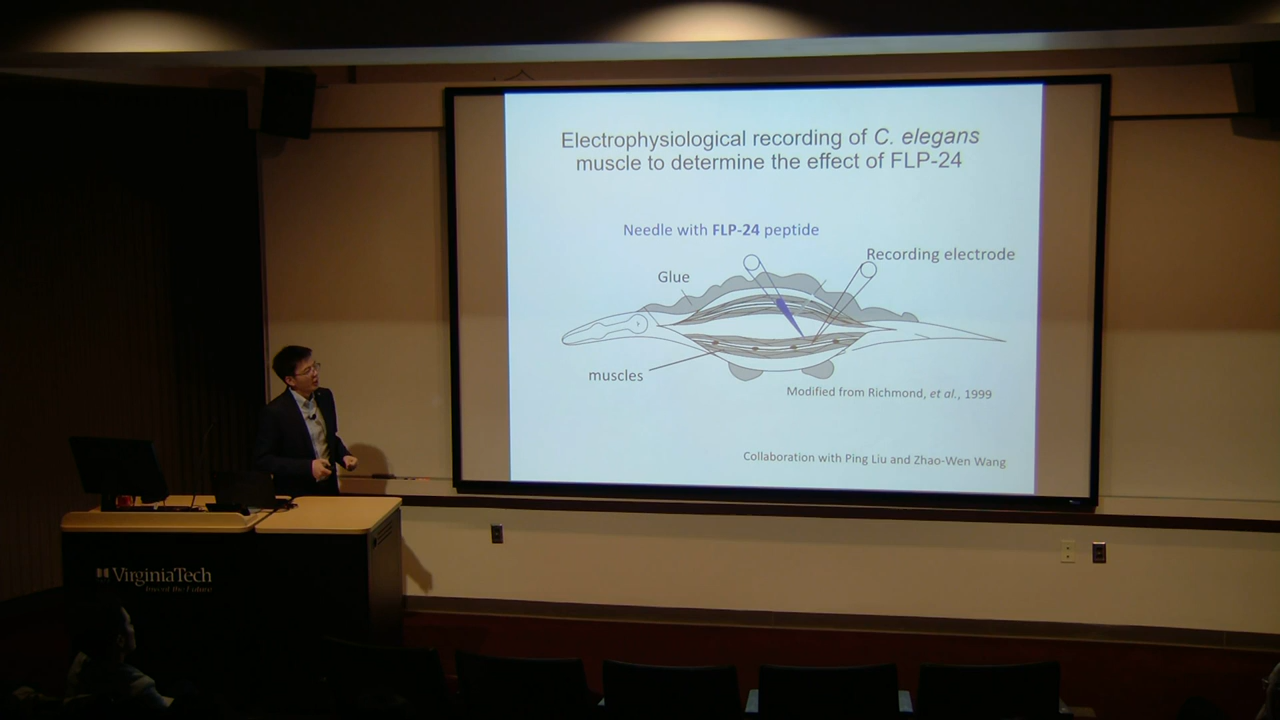 Electrophysiological recording of C. elegans
muscle to determine the effect of FLP-24
Needle with FLP-24 peptide
Recording electrode
Glue
muscles
Modified from Richmond, et al., 1999
Collaboration with Ping Liu and Zhao-Wen Wang
VirginiaTech